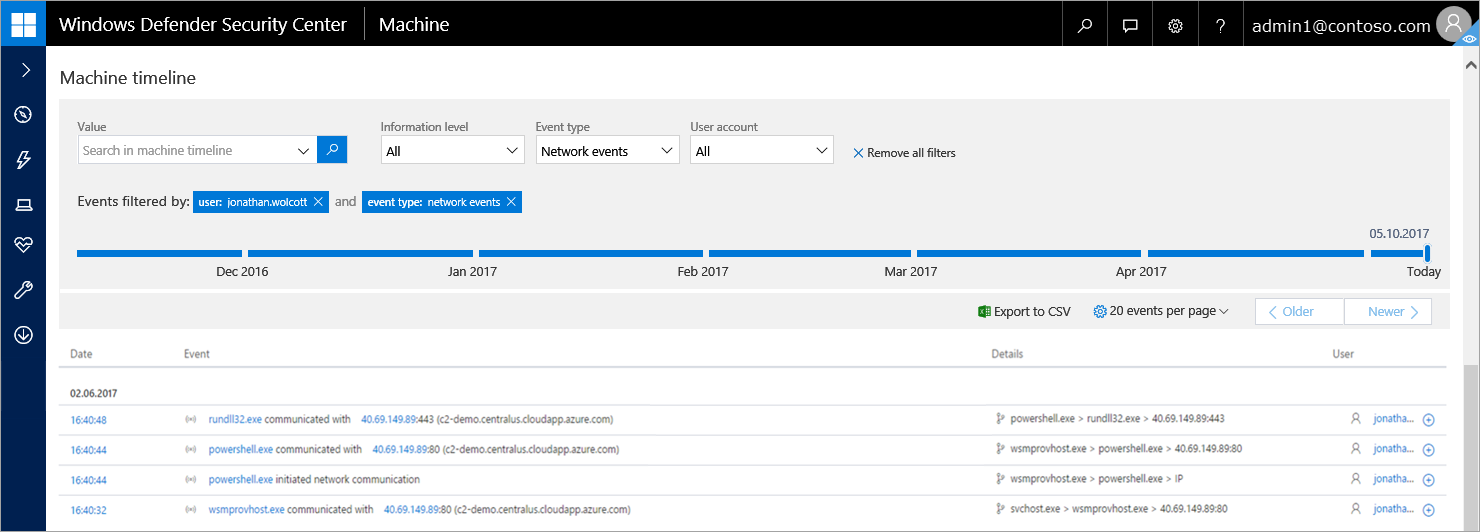 Windows Defender Security Center Machine ? admin1@contoso.com
Machine timeline
Value Information level Event type User account
Search in machine timeline All Network events All Remove all filters
Events filtered by: user: jonathan.wolcott and event type: network events
05.10.2017
Dec 2016 Jan 2017 Feb 2017 Mar 2017 Apr 2017 Today
Export to CSV 20 events per page Older Newer
Date Event Details User
02.06.2017
16:40:48 rundll32.exe communicated with 40.69.149.89:443 (c2-demo.centralus.cloudapp.azure.com) powershell.exe > rundll32.exe > 40.69.149.89:443 jonatha...
16:40:44 powershell.exe communicated with 40.69.149.89:80 (c2-demo.centralus.cloudapp.azure.com) wsmprovhost.exe > powershell.exe > 40.69.149.89:80 jonatha...
16:40:44 powershell.exe initiated network communication wsmprovhost.exe > powershell.exe > IP jonatha...
16:40:32 wsmprovhost.exe communicated with 40.69.149.89:80 (c2-demo.centralus.cloudapp.azure.com) svchost.exe > wsmprovhost.exe > 40.69.149.89:80 jonatha...